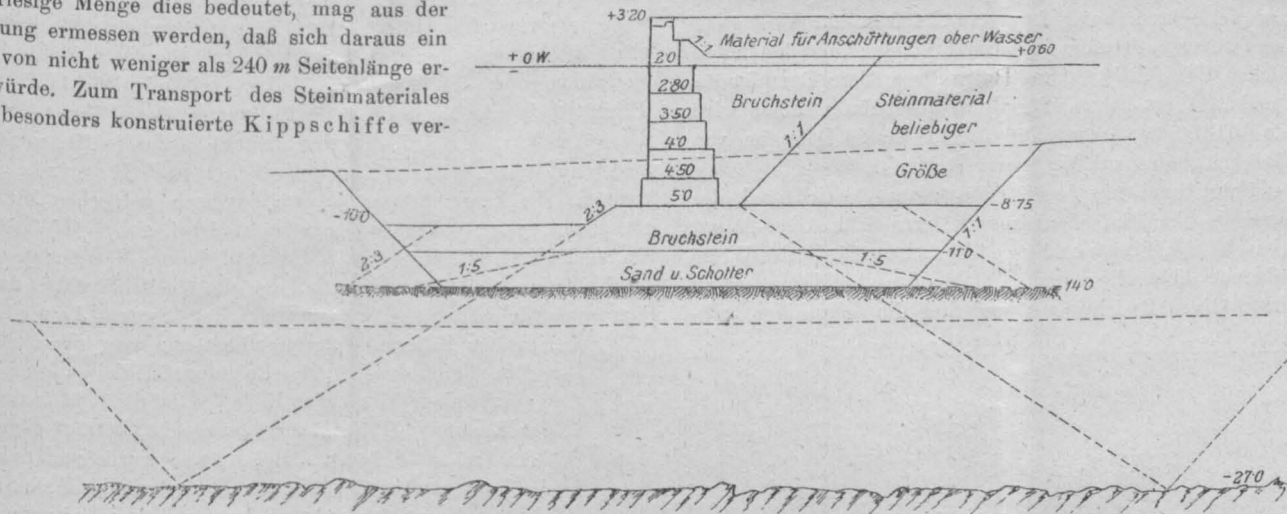 riesige Menge dies bedeutet, mag aus der
ung ermessen werden, daß sich daraus ein
von nicht weniger als 240 m Seitenlänge er-
würde. Zum Transport des Steinmateriales
besonders konstruierte Kippschiffe ver-
+3·20
Material für Anschüttungen ober Wasser
1:1
+0·60
± 0 W.
2·0
2·80
Bruchstein
Steinmaterial
beliebiger
Größe
3·50
4·0
1:1
4·50
5·0
-8·75
-10·0
2:3
1:1
Bruchstein
-11·0
2:3
1:5
1:5
Sand u. Schotter
14·0
-27·0